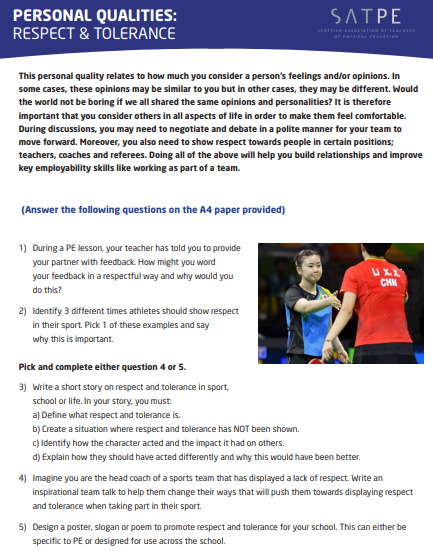 PERSONAL QUALITIES:
RESPECT & TOLERANCE
SATPE
SCOTTISH ASSOCIATION OF TEACHERS
OF PHYSICAL EDUCATION
This personal quality relates to how much you consider a person's feelings and/or opinions. In
some cases, these opinions may be similar to you but in other cases, they may be different. Would
the world not be boring if we all shared the same opinions and personalities? It is therefore
important that you consider others in all aspects of life in order to make them feel comfortable.
During discussions, you may need to negotiate and debate in a polite manner for your team to
move forward. Moreover, you also need to show respect towards people in certain positions;
teachers, coaches and referees. Doing all of the above will help you build relationships and improve
key employability skills like working as part of a team.
(Answer the following questions on the A4 paper provided)
1) During a PE lesson, your teacher has told you to provide
your partner with feedback. How might you word
your feedback in a respectful way and why would you
do this?
2) Identify 3 different times athletes should show respect
in their sport. Pick 1 of these examples and say
why this is important.
LI X.X.
CHN
Pick and complete either question 4 or 5.
3) Write a short story on respect and tolerance in sport,
school or life. In your story, you must:
a) Define what respect and tolerance is.
b) Create a situation where respect and tolerance has NOT been shown.
c) Identify how the character acted and the impact it had on others.
d) Explain how they should have acted differently and why this would have been better.
4) Imagine you are the head coach of a sports team that has displayed a lack of respect. Write an
inspirational team talk to help them change their ways that will push them towards displaying respect
and tolerance when taking part in their sport.
5) Design a poster, slogan or poem to promote respect and tolerance for your school. This can either be
specific to PE or designed for use across the school.